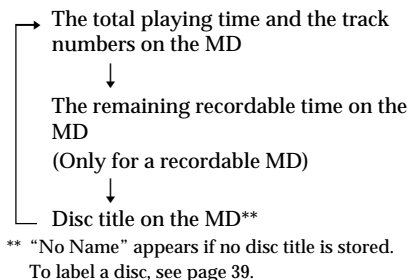 The total playing time and the track
numbers on the MD
The remaining recordable time on the
MD
(Only for a recordable MD)
Disc title on the MD**
** “No Name” appears if no disc title is stored.
To label a disc, see page 39.